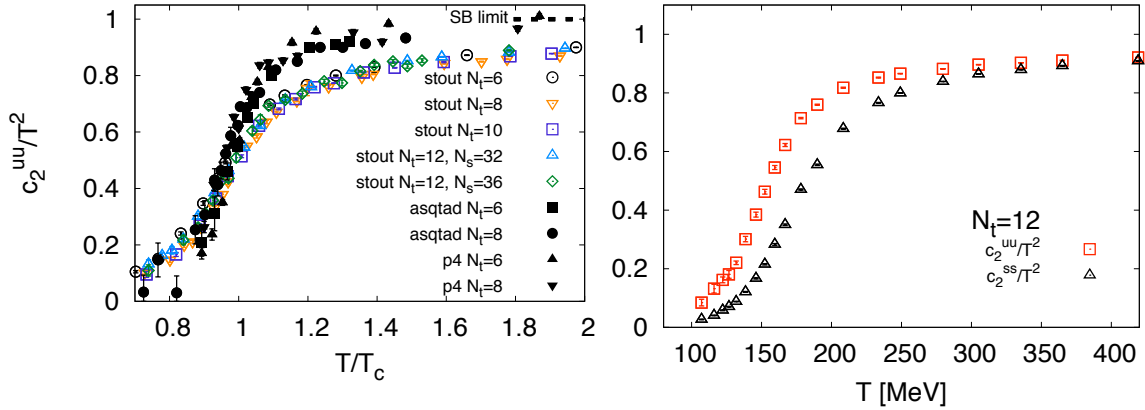 1
0.8
0.6
0.4
0.2
0
c₂ᵘᵘ/T²
0.8 1 1.2 1.4 1.6 1.8 2
T/T_c
SB limit
stout Nₜ=6
stout Nₜ=8
stout Nₜ=10
stout Nₜ=12, Nₛ=32
stout Nₜ=12, Nₛ=36
asqtad Nₜ=6
asqtad Nₜ=8
p4 Nₜ=6
p4 Nₜ=8
1
0.8
0.6
0.4
0.2
0
100 150 200 250 300 350 400
T [MeV]
Nₜ=12
c₂ᵘᵘ/T²
c₂ˢˢ/T²